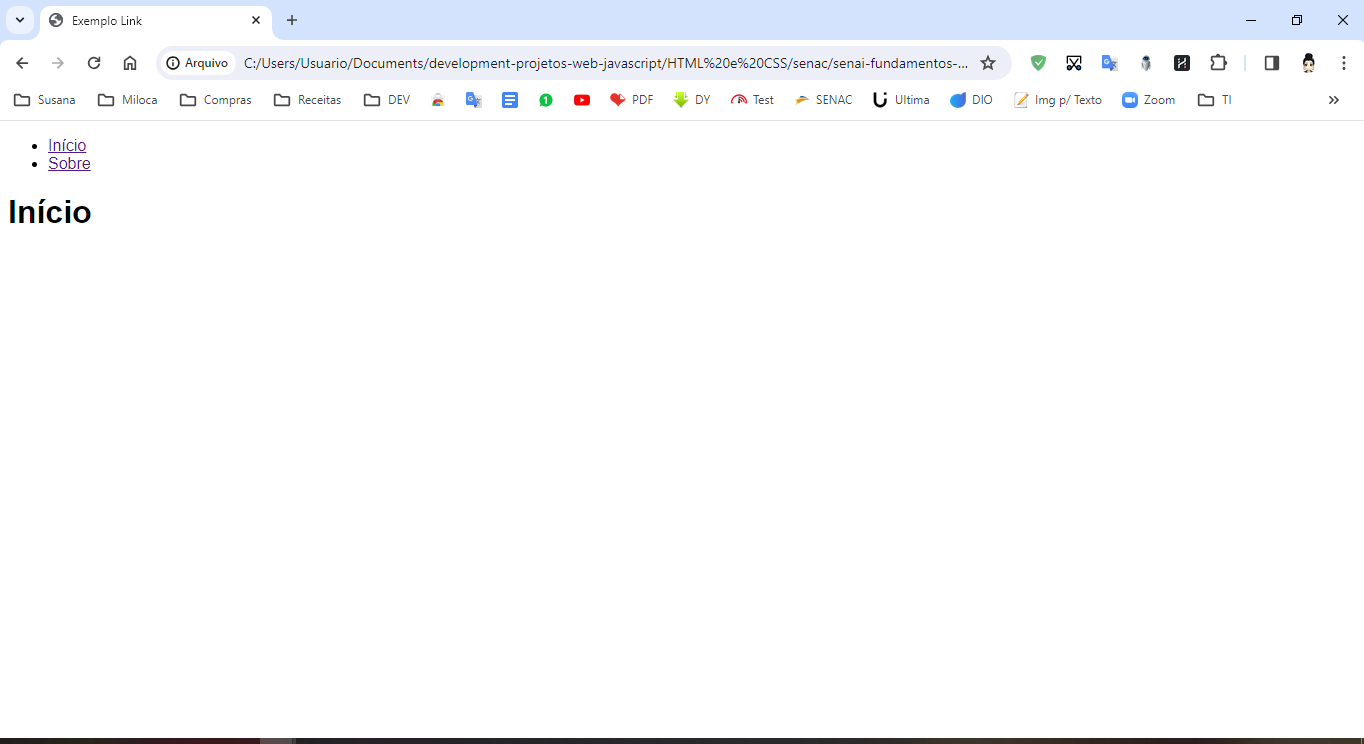 Exemplo Link
Arquivo C:/Users/Usuario/Documents/development-projetos-web-javascript/HTML%20e%20CSS/senac/senai-fundamentos-...
Susana Miloca Compras Receitas DEV 1 PDF DY Test SENAC Ultima DIO Img p/ Texto Zoom TI
Início
Sobre
Início